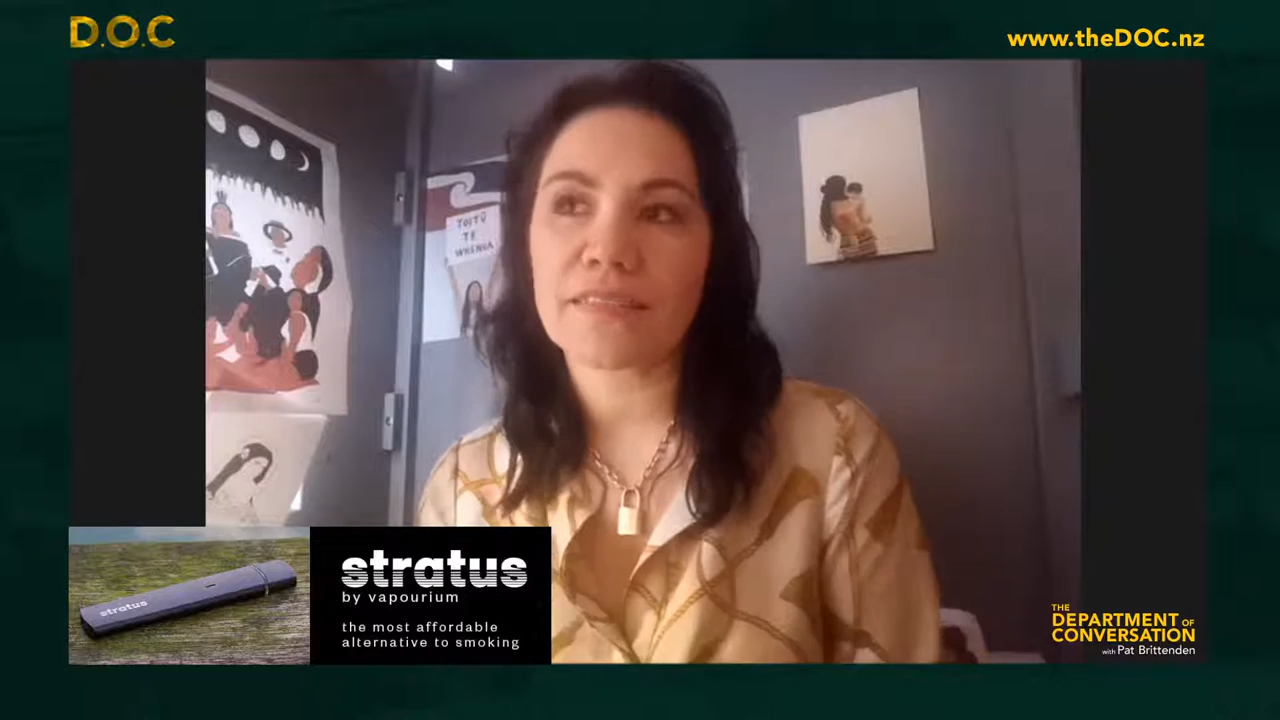 D.O.C
www.theDOC.nz
TOITŪ
TE
WHENUA
stratus
stratus
by vapourium
the most affordable
alternative to smoking
THE
DEPARTMENT OF
CONVERSATION
with Pat Brittenden